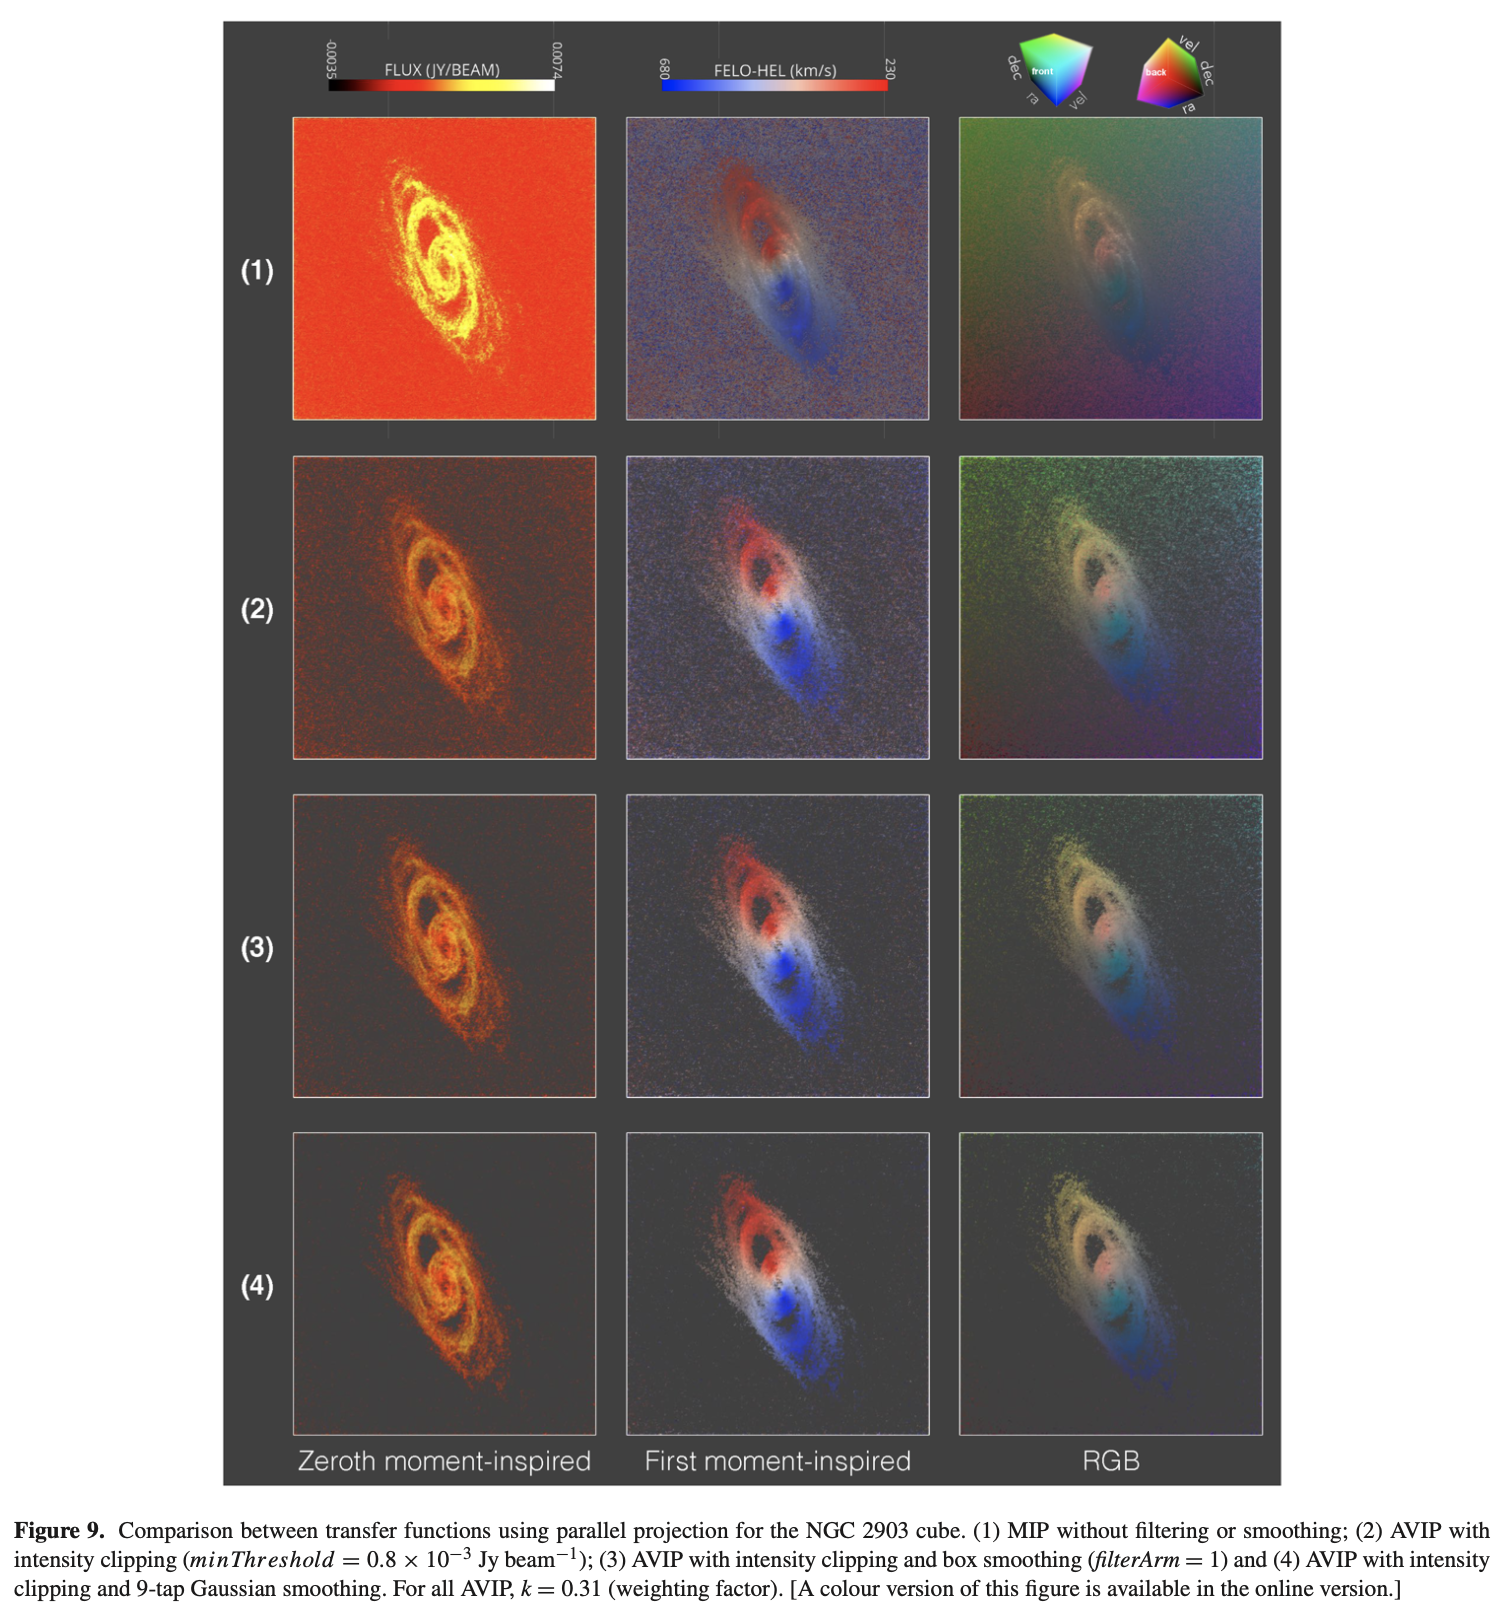 -0.0035
FLUX (JY/BEAM)
0.0074
680
FELO-HEL (km/s)
230
dec
front
ra
vel
vel
back
dec
ra
(1)
(2)
(3)
(4)
Zeroth moment-inspired
First moment-inspired
RGB
Figure 9. Comparison between transfer functions using parallel projection for the NGC 2903 cube. (1) MIP without filtering or smoothing; (2) AVIP with
intensity clipping (minThreshold = 0.8 × 10⁻³ Jy beam⁻¹); (3) AVIP with intensity clipping and box smoothing (filterArm = 1) and (4) AVIP with intensity
clipping and 9-tap Gaussian smoothing. For all AVIP, k = 0.31 (weighting factor). [A colour version of this figure is available in the online version.]